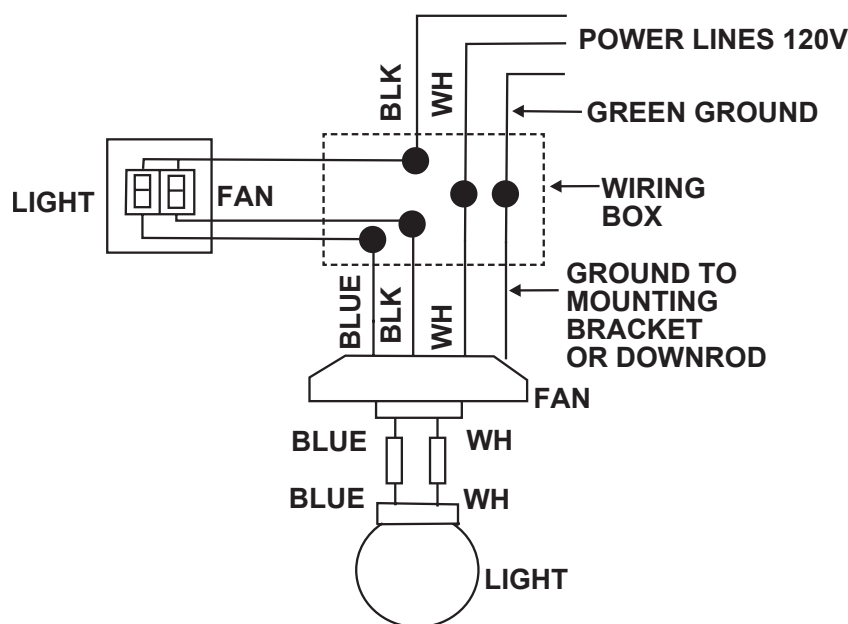 POWER LINES 120V
BLK
WH
GREEN GROUND
LIGHT
FAN
WIRING
BOX
GROUND TO
MOUNTING
BRACKET
OR DOWNROD
BLUE
BLK
WH
FAN
BLUE
WH
BLUE
WH
LIGHT